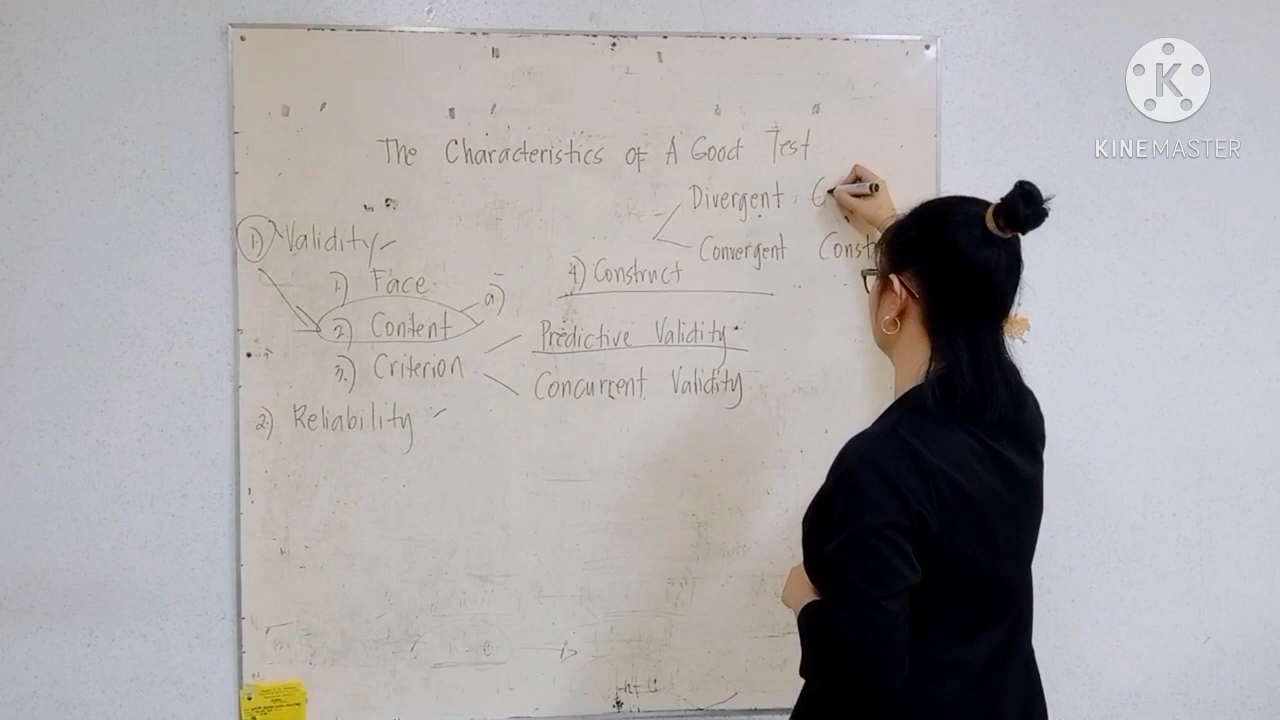 K
KINEMASTER
The Characteristics of A Good Test
Divergent C
1.) Validity
Convergent Const
1.) Face
4) Construct
a)
2.) Content
Predictive Validity
3.) Criterion
Concurrent Validity
2.) Reliability